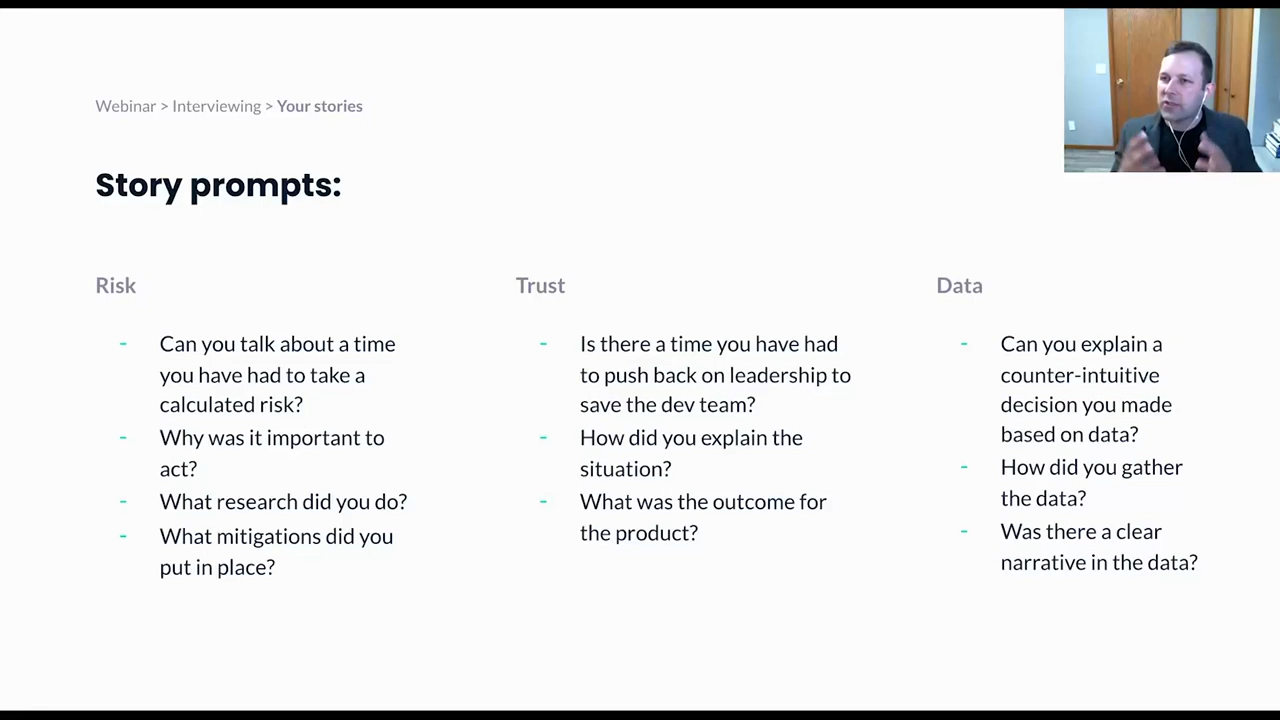 Webinar > Interviewing > Your stories
Story prompts:
Risk
- Can you talk about a time
you have had to take a
calculated risk?
- Why was it important to
act?
- What research did you do?
- What mitigations did you
put in place?
Trust
- Is there a time you have had
to push back on leadership to
save the dev team?
- How did you explain the
situation?
- What was the outcome for
the product?
Data
- Can you explain a
counter-intuitive
decision you made
based on data?
- How did you gather
the data?
- Was there a clear
narrative in the data?